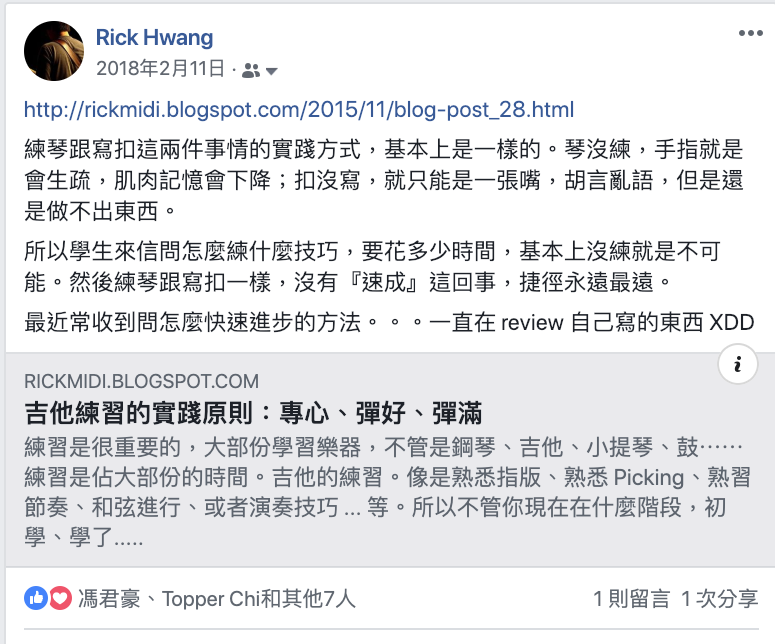 Rick Hwang
2018年2月11日 ·
http://rickmidi.blogspot.com/2015/11/blog-post_28.html
練琴跟寫扣這兩件事情的實踐方式，基本上是一樣的。琴沒練，手指就是
會生疏，肌肉記憶會下降；扣沒寫，就只能是一張嘴，胡言亂語，但是還
是做不出東西。
所以學生來信問怎麼練什麼技巧，要花多少時間，基本上沒練就是不可
能。然後練琴跟寫扣一樣，沒有『速成』這回事，捷徑永遠最遠。
最近常收到問怎麼快速進步的方法。。。一直在 review 自己寫的東西 XDD
RICKMIDI.BLOGSPOT.COM
吉他練習的實踐原則：專心、彈好、彈滿
練習是很重要的，大部份學習樂器，不管是鋼琴、吉他、小提琴、鼓⋯⋯
練習是佔大部份的時間。吉他的練習。像是熟悉指版、熟悉 Picking、熟習
節奏、和弦進行、或者演奏技巧 ... 等。所以不管你現在在什麼階段，初
學、學了.....
馮君豪、Topper Chi和其他7人
1 則留言 1 次分享